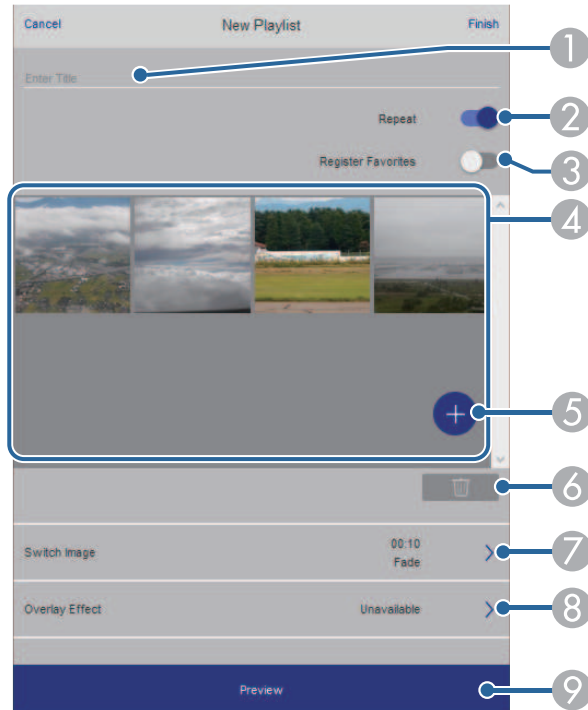 Cancel New Playlist Finish
1
Enter Title
Repeat 2
Register Favorites 3
4
+ 5
6
00:10
Switch Image 7
Fade
Overlay Effect Unavailable 8
Preview 9